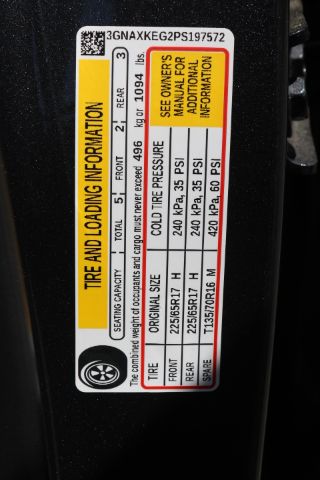 3GNAXKEG2PS197572
TIRE AND LOADING INFORMATION
SEATING CAPACITY TOTAL 5 FRONT 2 REAR 3
The combined weight of occupants and cargo must never exceed 496 kg or 1094 lbs.
TIRE ORIGINAL SIZE COLD TIRE PRESSURE
FRONT 225/65R17 H 240 kPa, 35 PSI
REAR 225/65R17 H 240 kPa, 35 PSI
SPARE T135/70R16 M 420 kPa, 60 PSI
SEE OWNER'S
MANUAL FOR
ADDITIONAL
INFORMATION